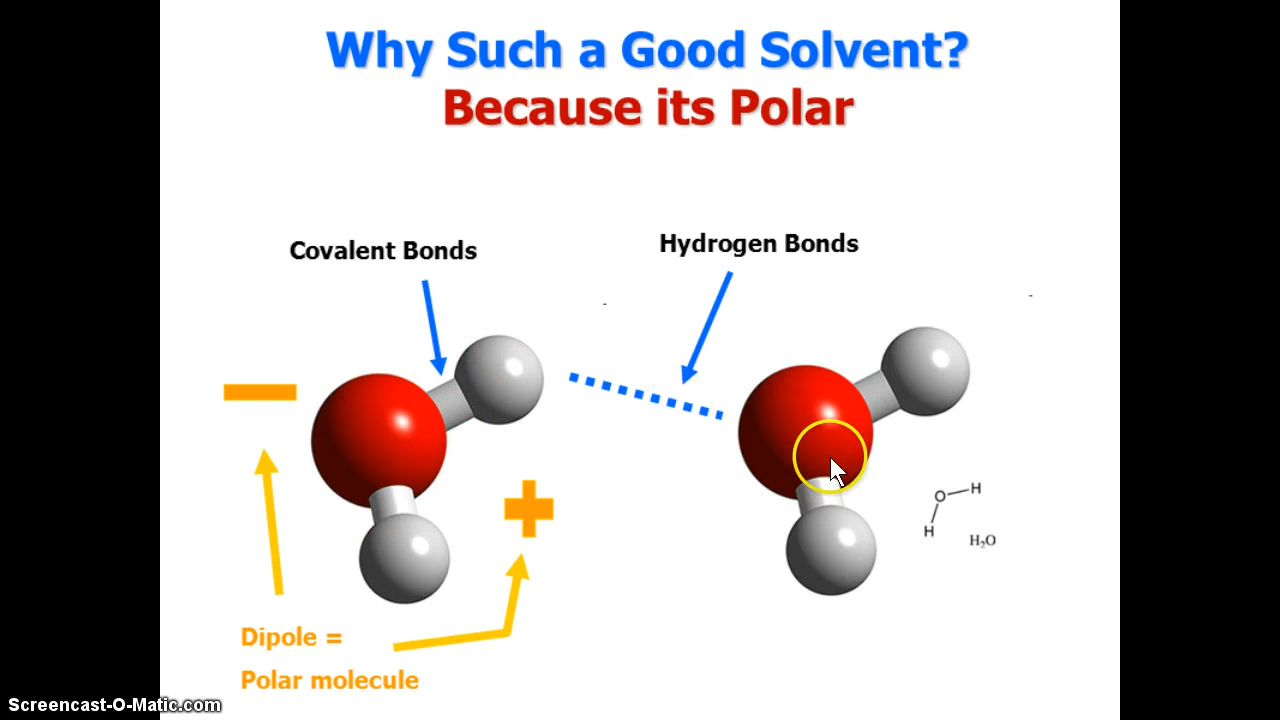 Why Such a Good Solvent?
Because its Polar
Covalent Bonds
Hydrogen Bonds
Dipole =
Polar molecule
O H
H
H₂O
Screencast-O-Matic.com